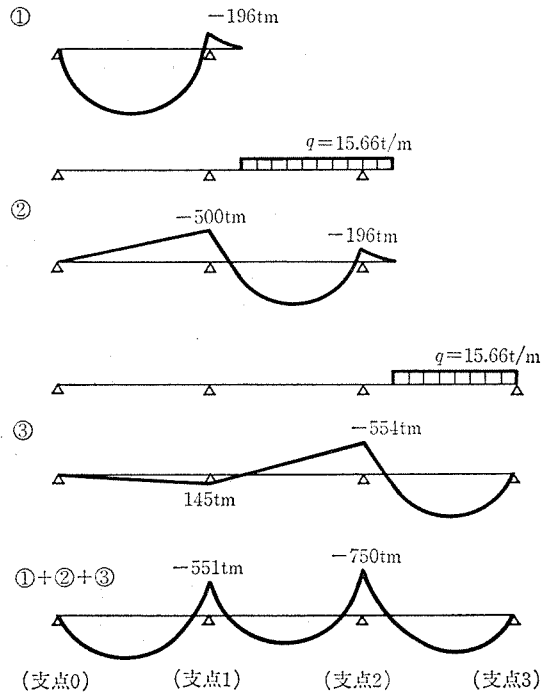 ①
−196tm
q=15.66t/m
②
−500tm
−196tm
q=15.66t/m
③
−554tm
145tm
①+②+③
−551tm
−750tm
(支点0) (支点1) (支点2) (支点3)